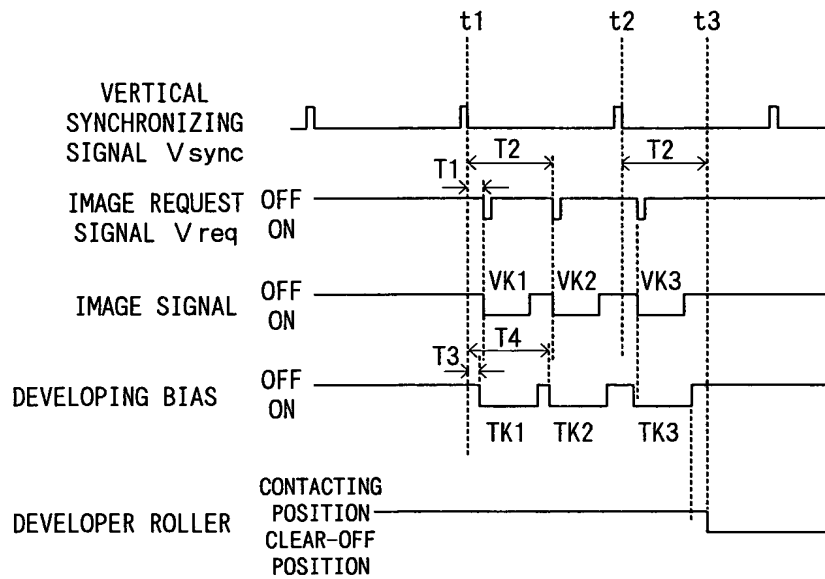 t1 t2 t3
VERTICAL
SYNCHRONIZING
SIGNAL Vsync
T2 T2
T1
IMAGE REQUEST
SIGNAL Vreq
OFF
ON
IMAGE SIGNAL
OFF
ON
VK1 VK2 VK3
T4
T3
DEVELOPING BIAS
OFF
ON
TK1 TK2 TK3
DEVELOPER ROLLER
CONTACTING
POSITION
CLEAR-OFF
POSITION